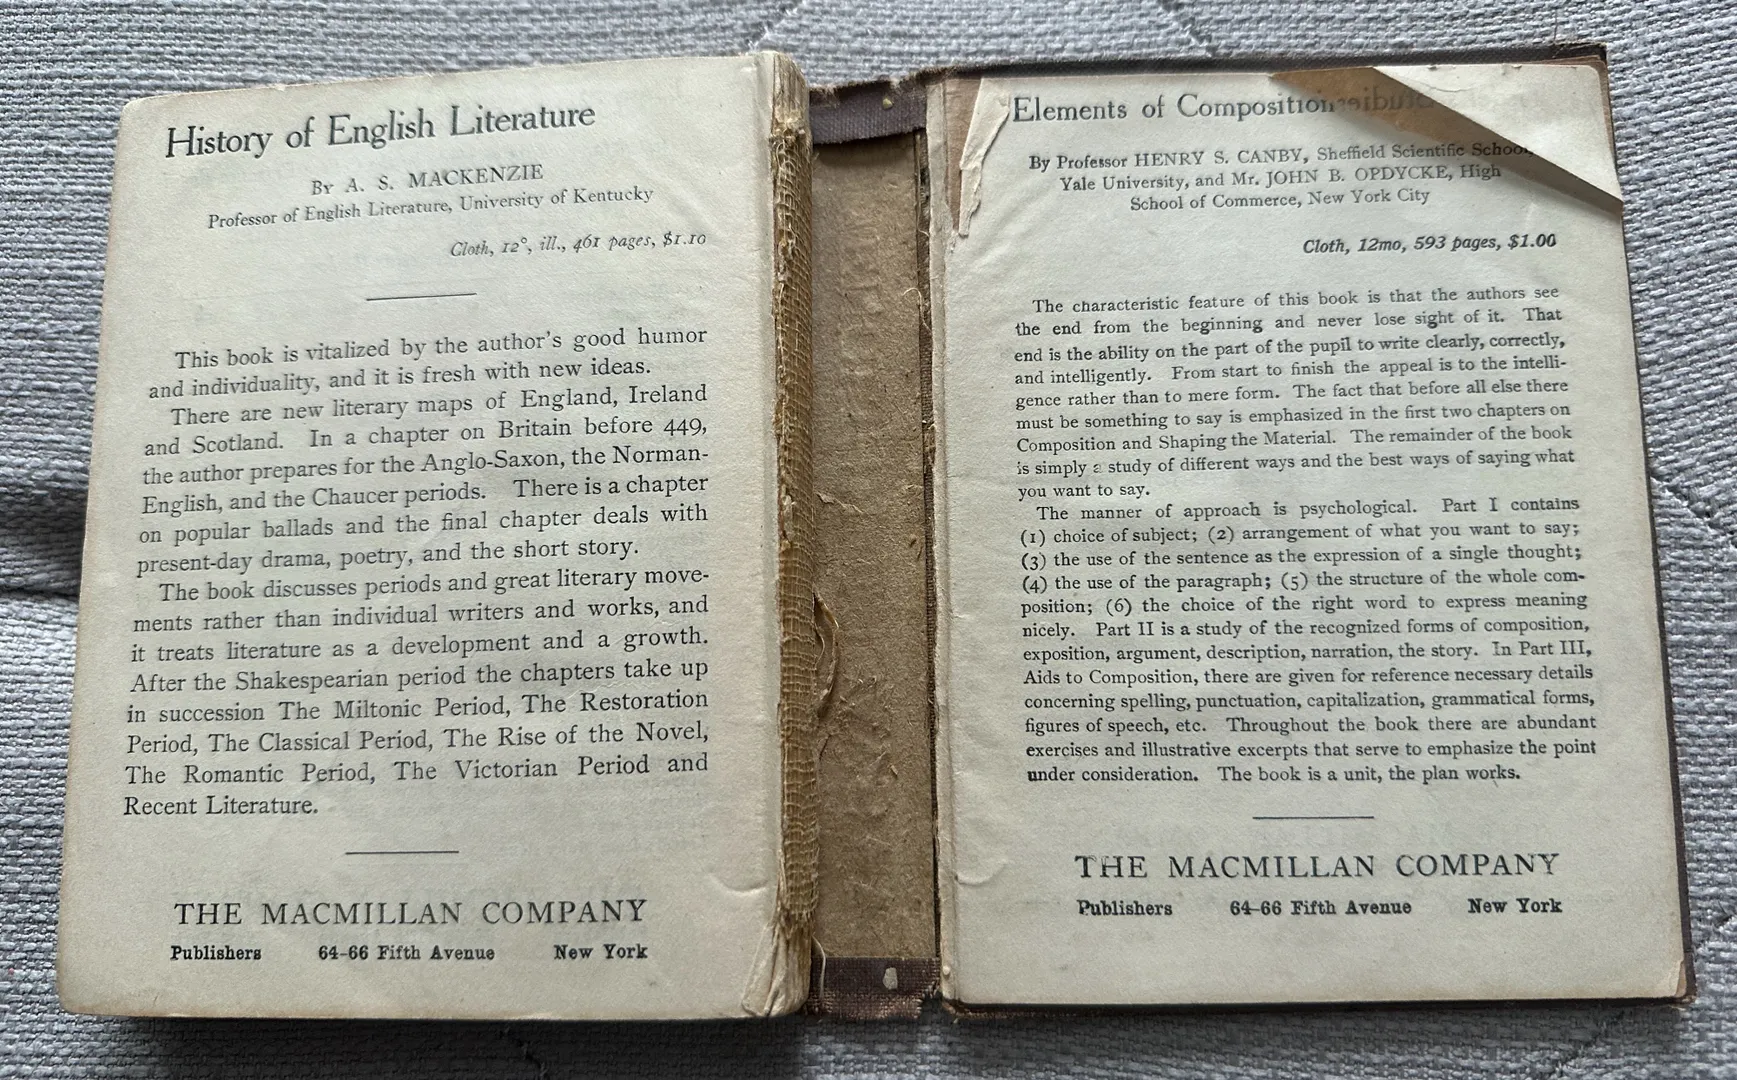 History of English Literature
By A. S. MACKENZIE
Professor of English Literature, University of Kentucky
Cloth, 12°, ill., 461 pages, $1.10
This book is vitalized by the author's good humor
and individuality, and it is fresh with new ideas.
There are new literary maps of England, Ireland
and Scotland. In a chapter on Britain before 449,
the author prepares for the Anglo-Saxon, the Norman-
English, and the Chaucer periods. There is a chapter
on popular ballads and the final chapter deals with
present-day drama, poetry, and the short story.
The book discusses periods and great literary move-
ments rather than individual writers and works, and
it treats literature as a development and a growth.
After the Shakespearian period the chapters take up
in succession The Miltonic Period, The Restoration
Period, The Classical Period, The Rise of the Novel,
The Romantic Period, The Victorian Period and
Recent Literature.
THE MACMILLAN COMPANY
Publishers 64-66 Fifth Avenue New York
Elements of Composition
By Professor HENRY S. CANBY, Sheffield Scientific School,
Yale University, and Mr. JOHN B. OPDYCKE, High
School of Commerce, New York City
Cloth, 12mo, 593 pages, $1.00
The characteristic feature of this book is that the authors see
the end from the beginning and never lose sight of it. That
end is the ability on the part of the pupil to write clearly, correctly,
and intelligently. From start to finish the appeal is to the intelli-
gence rather than to mere form. The fact that before all else there
must be something to say is emphasized in the first two chapters on
Composition and Shaping the Material. The remainder of the book
is simply a study of different ways and the best ways of saying what
you want to say.
The manner of approach is psychological. Part I contains
(1) choice of subject; (2) arrangement of what you want to say;
(3) the use of the sentence as the expression of a single thought;
(4) the use of the paragraph; (5) the structure of the whole com-
position; (6) the choice of the right word to express meaning
nicely. Part II is a study of the recognized forms of composition,
exposition, argument, description, narration, the story. In Part III,
Aids to Composition, there are given for reference necessary details
concerning spelling, punctuation, capitalization, grammatical forms,
figures of speech, etc. Throughout the book there are abundant
exercises and illustrative excerpts that serve to emphasize the point
under consideration. The book is a unit, the plan works.
THE MACMILLAN COMPANY
Publishers 64-66 Fifth Avenue New York